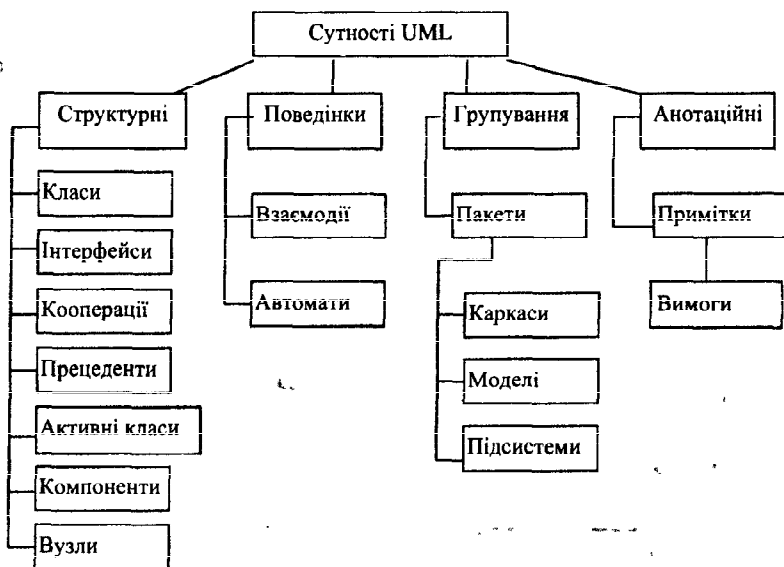 Сутності UML
Структурні
Класи
Інтерфейси
Кооперації
Прецеденти
Активні класи
Компоненти
Вузли
Поведінки
Взаємодії
Автомати
Групування
Пакети
Каркаси
Моделі
Підсистеми
Анотаційні
Примітки
Вимоги